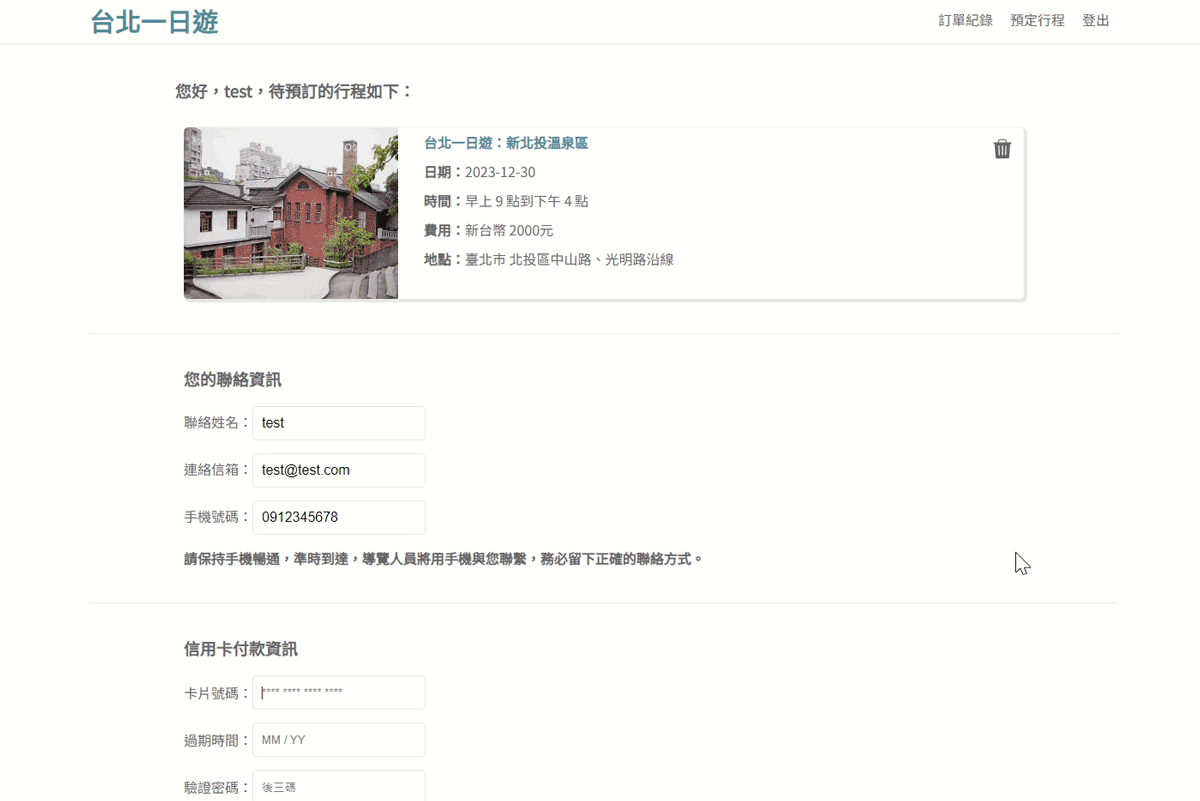 台北一日遊
訂單紀錄 預定行程 登出
您好，test，待預訂的行程如下：
台北一日遊：新北投溫泉區
日期：2023-12-30
時間：早上 9 點到下午 4 點
費用：新台幣 2000元
地點：臺北市 北投區中山路、光明路沿線
您的聯絡資訊
聯絡姓名： test
連絡信箱： test@test.com
手機號碼： 0912345678
請保持手機暢通，準時到達，導覽人員將用手機與您聯繫，務必留下正確的聯絡方式。
信用卡付款資訊
卡片號碼： **** **** **** ****
過期時間： MM / YY
驗證密碼： 後三碼